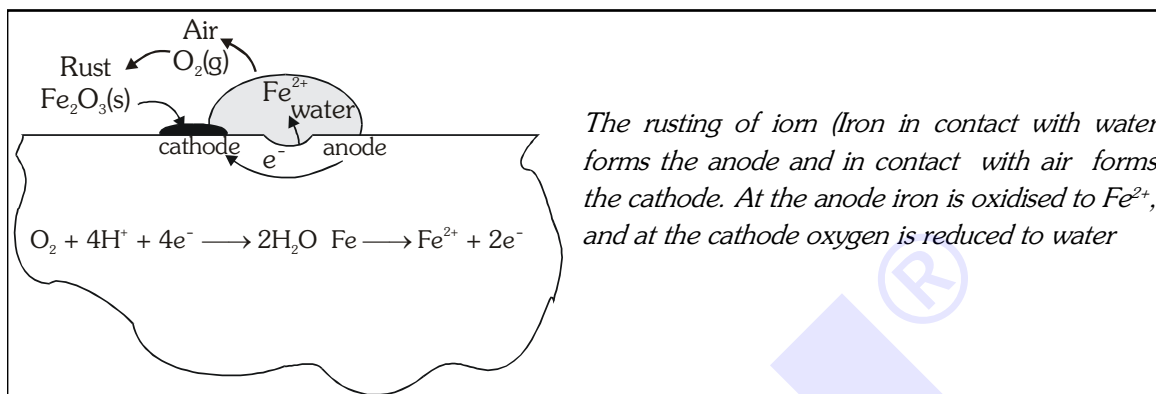 Air
O₂(g)
Rust
Fe₂O₃(s)
Fe²⁺
water
cathode
e⁻
anode
O₂ + 4H⁺ + 4e⁻ ⟶ 2H₂O Fe ⟶ Fe²⁺ + 2e⁻
The rusting of iorn (Iron in contact with water
forms the anode and in contact with air forms
the cathode. At the anode iron is oxidised to Fe²⁺,
and at the cathode oxygen is reduced to water
®